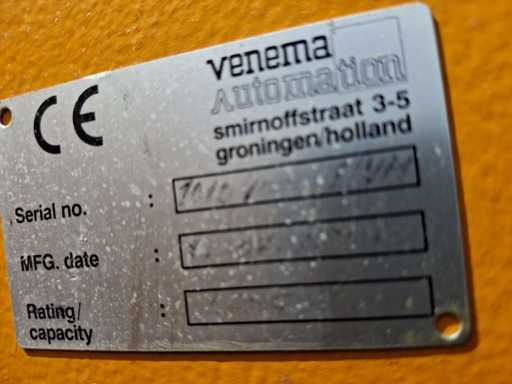 CE
venema
Automation
smirnoffstraat 3-5
groningen/holland
Serial no. :
MFG. date :
Rating/ :
capacity